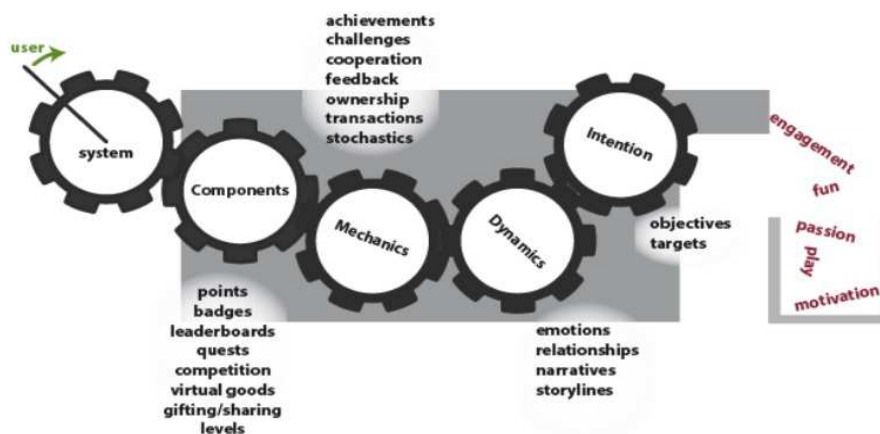 user
system
Components
Mechanics
Dynamics
Intention
achievements
challenges
cooperation
feedback
ownership
transactions
stochastics
points
badges
leaderboards
quests
competition
virtual goods
gifting/sharing
levels
emotions
relationships
narratives
storylines
objectives
targets
engagement
fun
passion
play
motivation